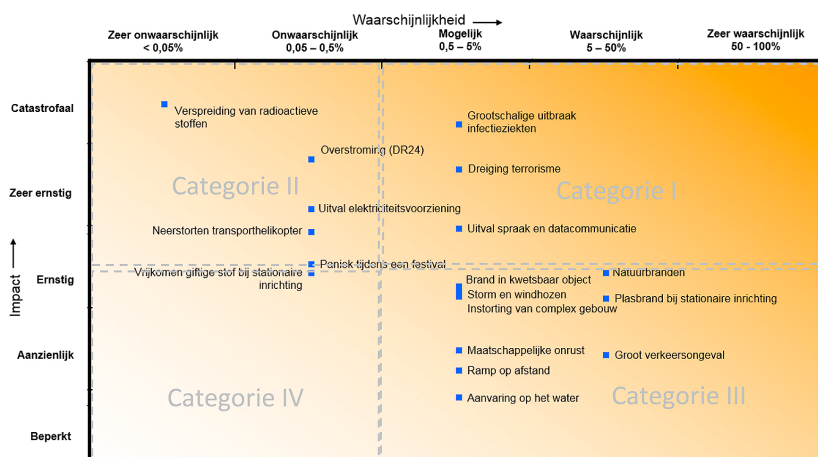 Waarschijnlijkheid
Zeer onwaarschijnlijk
< 0,05%
Onwaarschijnlijk
0,05 – 0,5%
Mogelijk
0,5 – 5%
Waarschijnlijk
5 – 50%
Zeer waarschijnlijk
50 - 100%
Impact
Catastrofaal
Zeer ernstig
Ernstig
Aanzienlijk
Beperkt
Verspreiding van radioactieve
stoffen
Overstroming (DR24)
Categorie II
Uitval elektriciteitsvoorziening
Neerstorten transporthelikopter
Paniek tijdens een festival
Vrijkomen giftige stof bij stationaire
inrichting
Grootschalige uitbraak
infectieziekten
Dreiging terrorisme
Categorie I
Uitval spraak en datacommunicatie
Natuurbranden
Brand in kwetsbaar object
Storm en windhozen
Instorting van complex gebouw
Plasbrand bij stationaire inrichting
Maatschappelijke onrust
Groot verkeersongeval
Ramp op afstand
Aanvaring op het water
Categorie III
Categorie IV